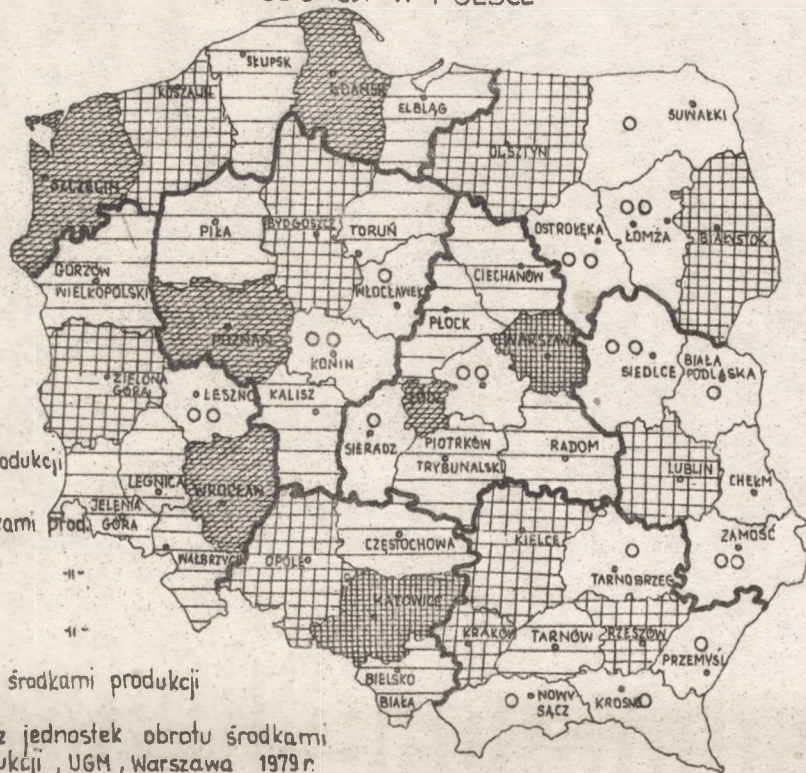 W POLSCE
SŁUPSK
GDAŃSK
KOSZALIN
ELBLĄG
SUWAŁKI
OLSZTYN
SZCZECIN
PIŁA
BYDGOSZCZ
TORUŃ
OSTROŁĘKA
ŁOMŻA
BIAŁYSTOK
GORZÓW
WIELKOPOLSKI
WŁOCŁAWEK
CIECHANÓW
PŁOCK
POZNAŃ
KONIN
WARSZAWA
SIEDLCE
BIAŁA
PODLASKA
ZIELONA
GÓRA
LESZNO
KALISZ
ŁÓDŹ
SIERADZ
PIOTRKÓW
TRYBUNALSKI
RADOM
LUBLIN
CHEŁM
odukcji
LEGNICA
WROCŁAW
JELENIA
GÓRA
kami prod.
WAŁBRZYCH
OPOLE
CZĘSTOCHOWA
KIELCE
ZAMOŚĆ
TARNOBRZEG
-"-
KATOWICE
KRAKÓW
TARNÓW
RZESZÓW
PRZEMYŚL
-"-
BIELSKO
BIAŁA
NOWY
SĄCZ
KROSNO
środkami produkcji
z jednostek obrotu środkami
ukcji, UGM, Warszawa 1979r.